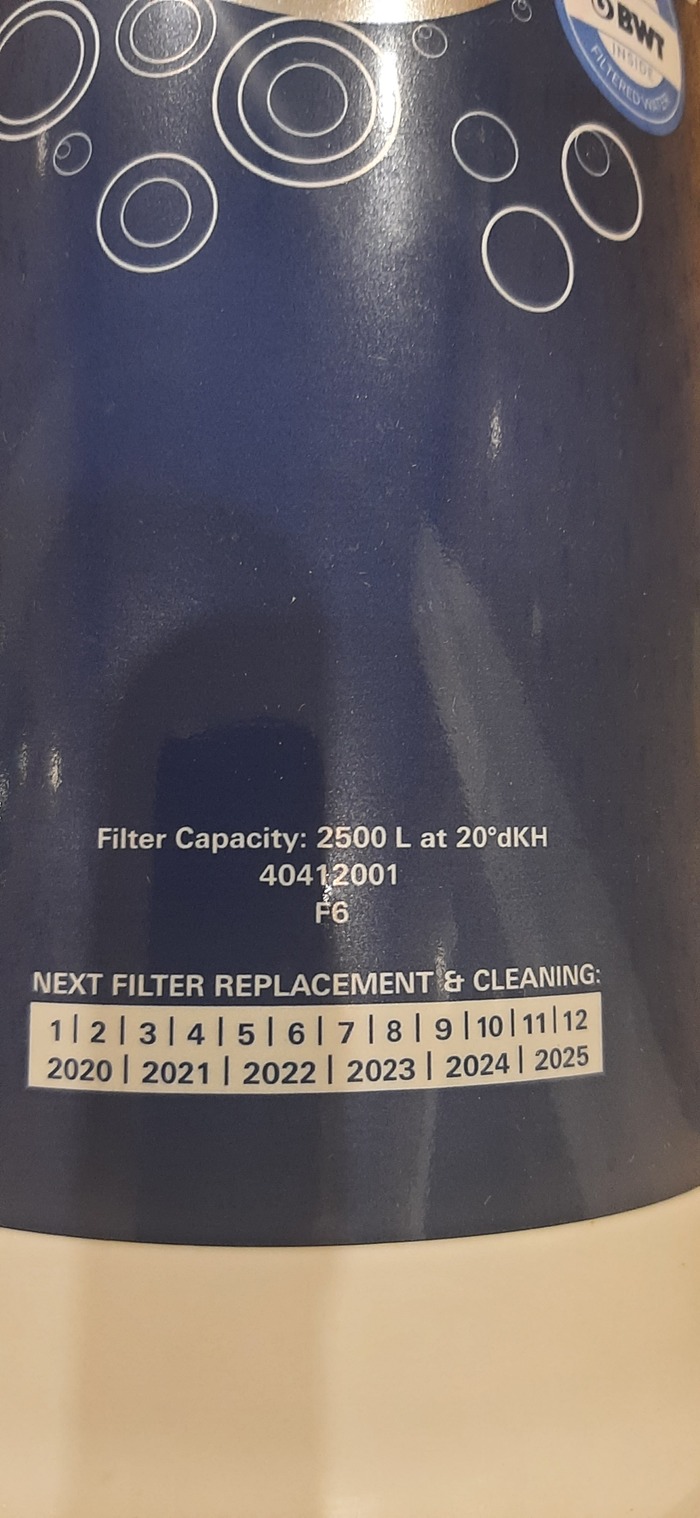 BWT
INSIDE
FILTERED WATER
Filter Capacity: 2500 L at 20°dKH
40412001
F6
NEXT FILTER REPLACEMENT & CLEANING:
1 | 2 | 3 | 4 | 5 | 6 | 7 | 8 | 9 | 10 | 11 | 12
2020 | 2021 | 2022 | 2023 | 2024 | 2025